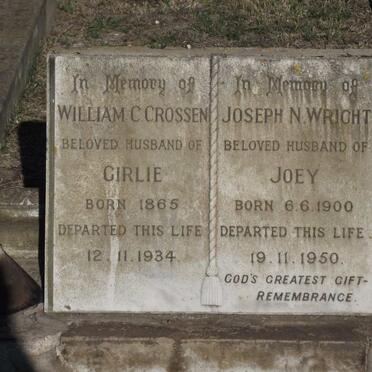 In Memory of
WILLIAM C CROSSEN
BELOVED HUSBAND OF
GIRLIE
BORN 1865
DEPARTED THIS LIFE
12.11.1934.
In Memory of
JOSEPH N. WRIGHT
BELOVED HUSBAND OF
JOEY
BORN 6.6.1900
DEPARTED THIS LIFE.
19.11.1950.
GOD'S GREATEST GIFT-
REMEMBRANCE.